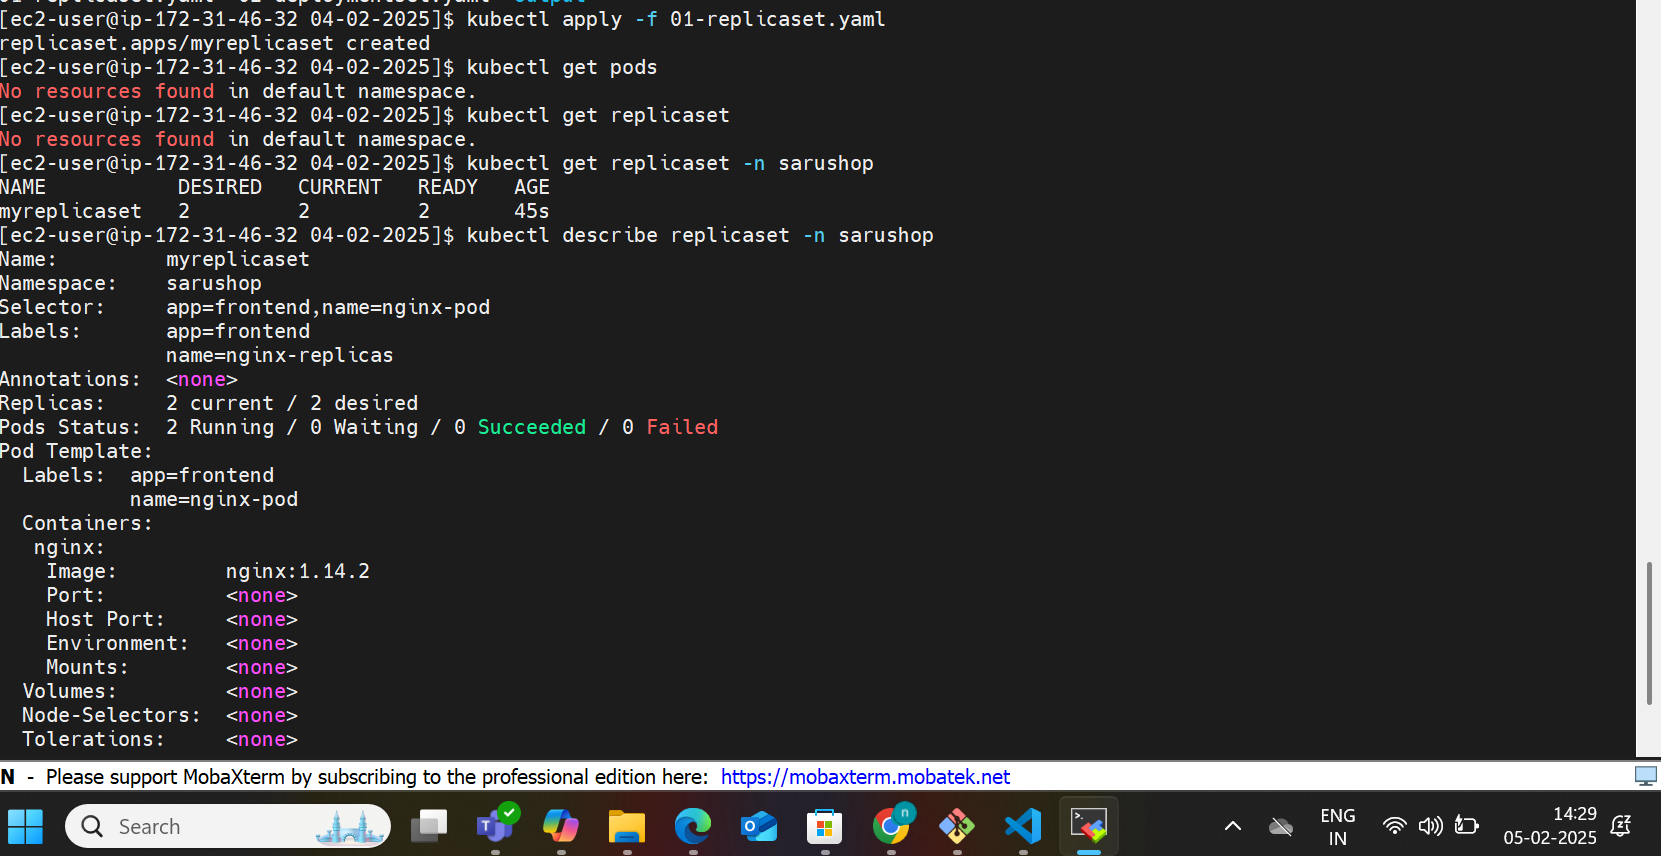 [ec2-user@ip-172-31-46-32 04-02-2025]$ kubectl apply -f 01-replicaset.yaml
replicaset.apps/myreplicaset created
[ec2-user@ip-172-31-46-32 04-02-2025]$ kubectl get pods
No resources found in default namespace.
[ec2-user@ip-172-31-46-32 04-02-2025]$ kubectl get replicaset
No resources found in default namespace.
[ec2-user@ip-172-31-46-32 04-02-2025]$ kubectl get replicaset -n sarushop
NAME           DESIRED   CURRENT   READY   AGE
myreplicaset   2         2         2       45s
[ec2-user@ip-172-31-46-32 04-02-2025]$ kubectl describe replicaset -n sarushop
Name:         myreplicaset
Namespace:    sarushop
Selector:     app=frontend,name=nginx-pod
Labels:       app=frontend
              name=nginx-replicas
Annotations:  <none>
Replicas:     2 current / 2 desired
Pods Status:  2 Running / 0 Waiting / 0 Succeeded / 0 Failed
Pod Template:
  Labels:  app=frontend
           name=nginx-pod
  Containers:
   nginx:
    Image:         nginx:1.14.2
    Port:          <none>
    Host Port:     <none>
    Environment:   <none>
    Mounts:        <none>
  Volumes:         <none>
  Node-Selectors:  <none>
  Tolerations:     <none>
N - Please support MobaXterm by subscribing to the professional edition here: https://mobaxterm.mobatek.net
Search
n
ENG
IN
14:29
05-02-2025